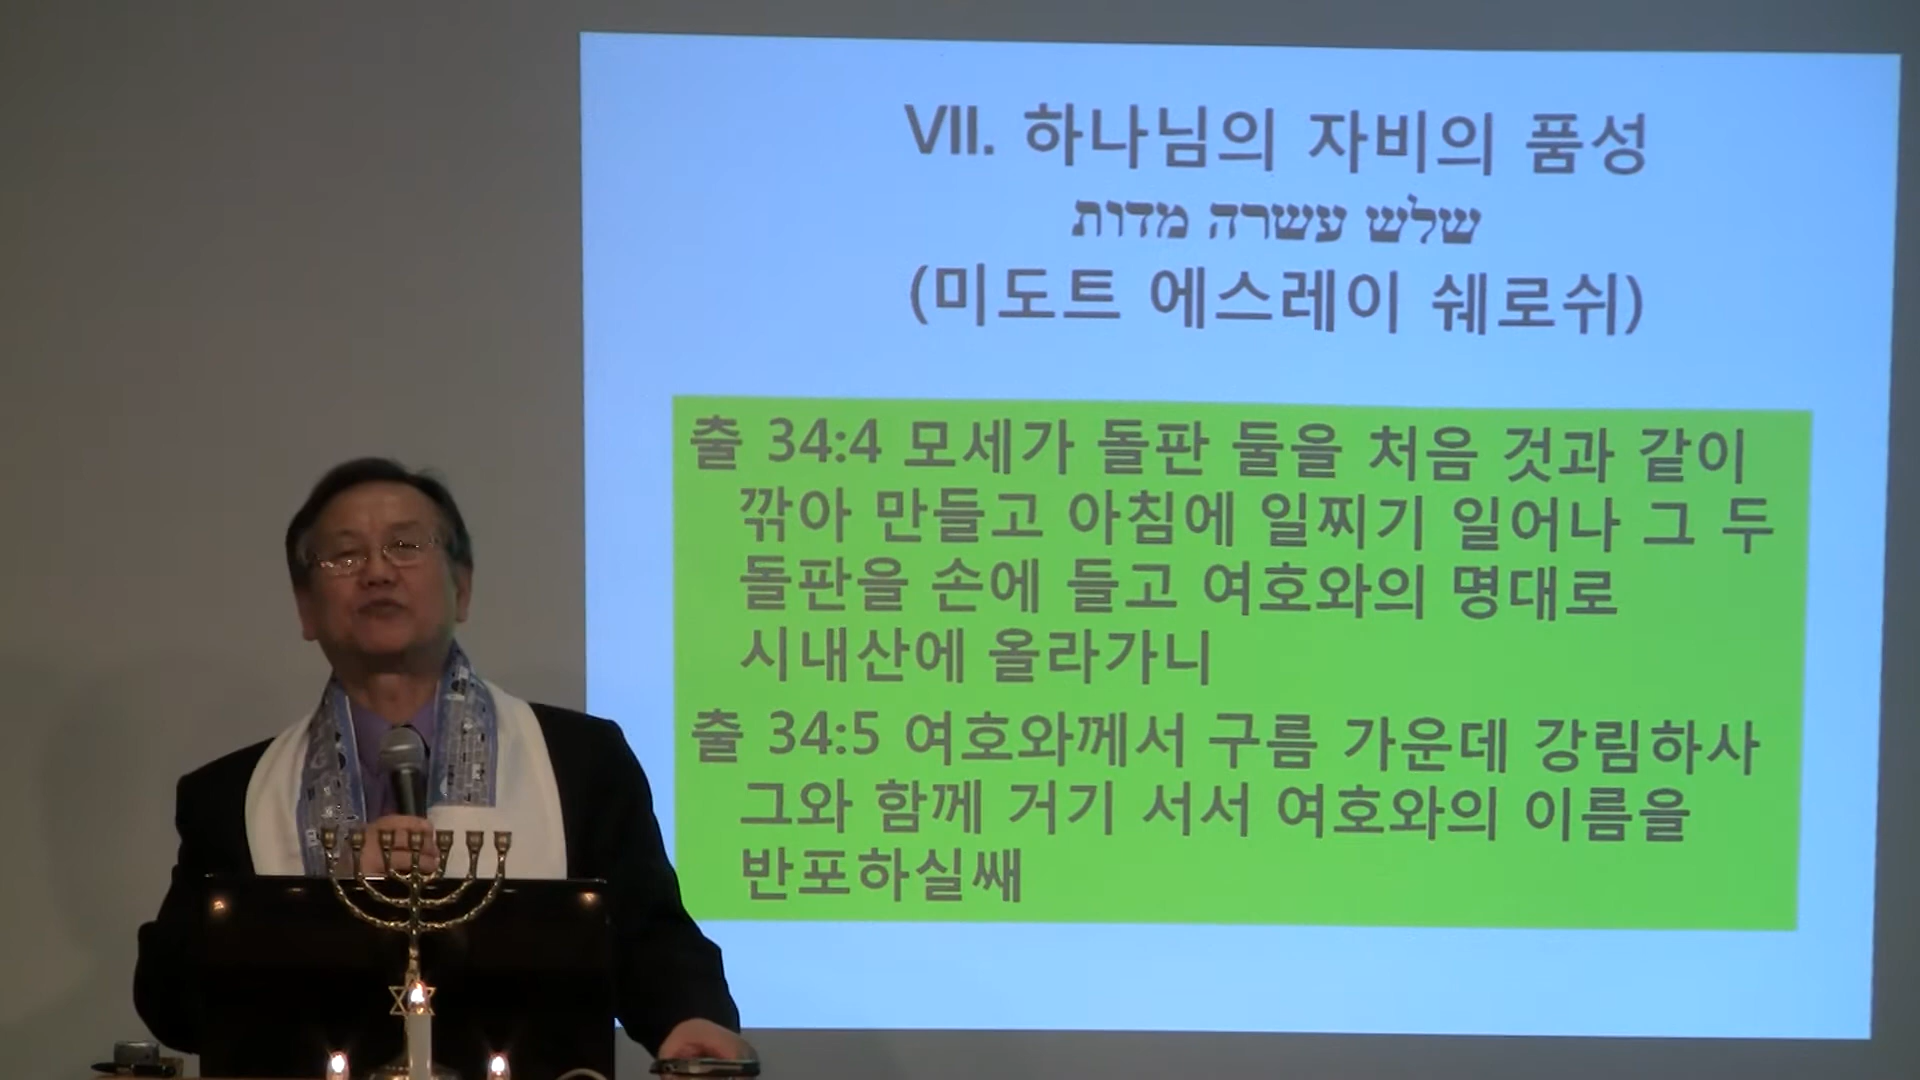 VII. 하나님의 자비의 품성
שלש עשרה מדות
(미도트 에스레이 쉐로쉬)
출 34:4 모세가 돌판 둘을 처음 것과 같이
깎아 만들고 아침에 일찌기 일어나 그 두
돌판을 손에 들고 여호와의 명대로
시내산에 올라가니
출 34:5 여호와께서 구름 가운데 강림하사
그와 함께 거기 서서 여호와의 이름을
반포하실쌔